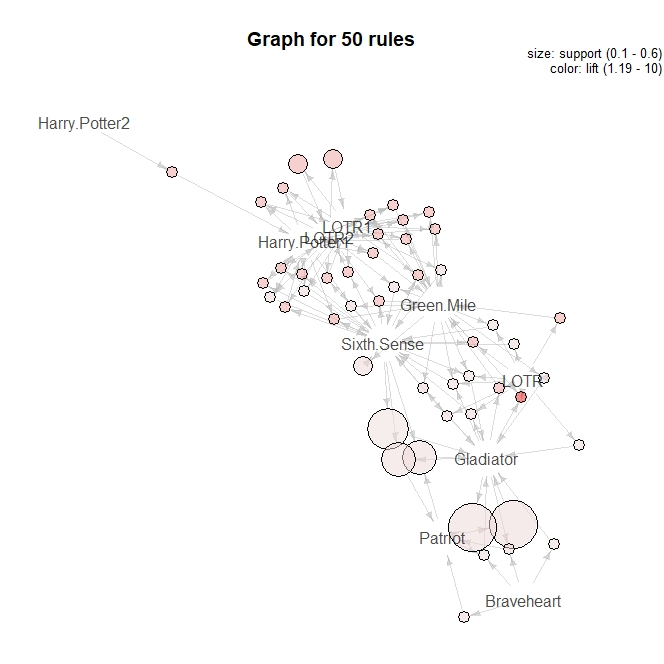 Graph for 50 rules
size: support (0.1 - 0.6)
color: lift (1.19 - 10)
Harry.Potter2
LOTR1
LOTR2
Harry.Potter1
Green.Mile
Sixth.Sense
LOTR
Gladiator
Patriot
Braveheart